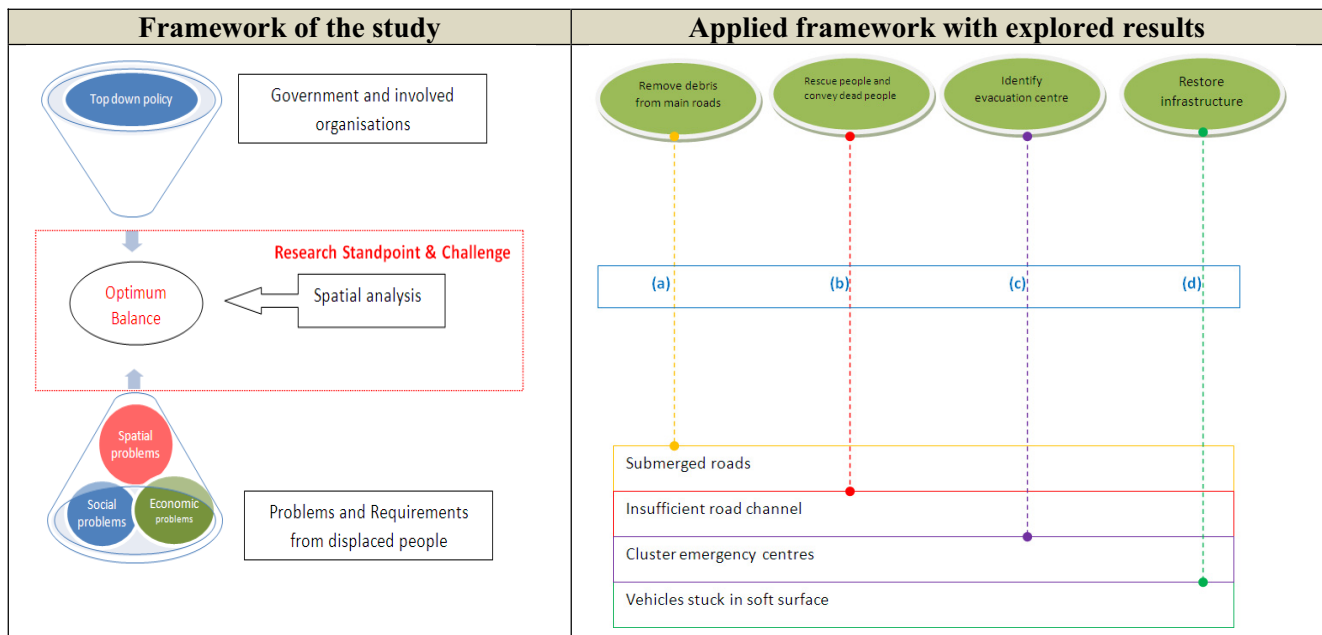 Framework of the study
Top down policy
Government and involved
organisations
Research Standpoint & Challenge
Optimum
Balance
Spatial analysis
Spatial
problems
Social
problems
Economic
problems
Problems and Requirements
from displaced people
Applied framework with explored results
Remove debris
from main roads
Rescue people and
convey dead people
Identify
evacuation centre
Restore
infrastructure
(a)
(b)
(c)
(d)
Submerged roads
Insufficient road channel
Cluster emergency centres
Vehicles stuck in soft surface